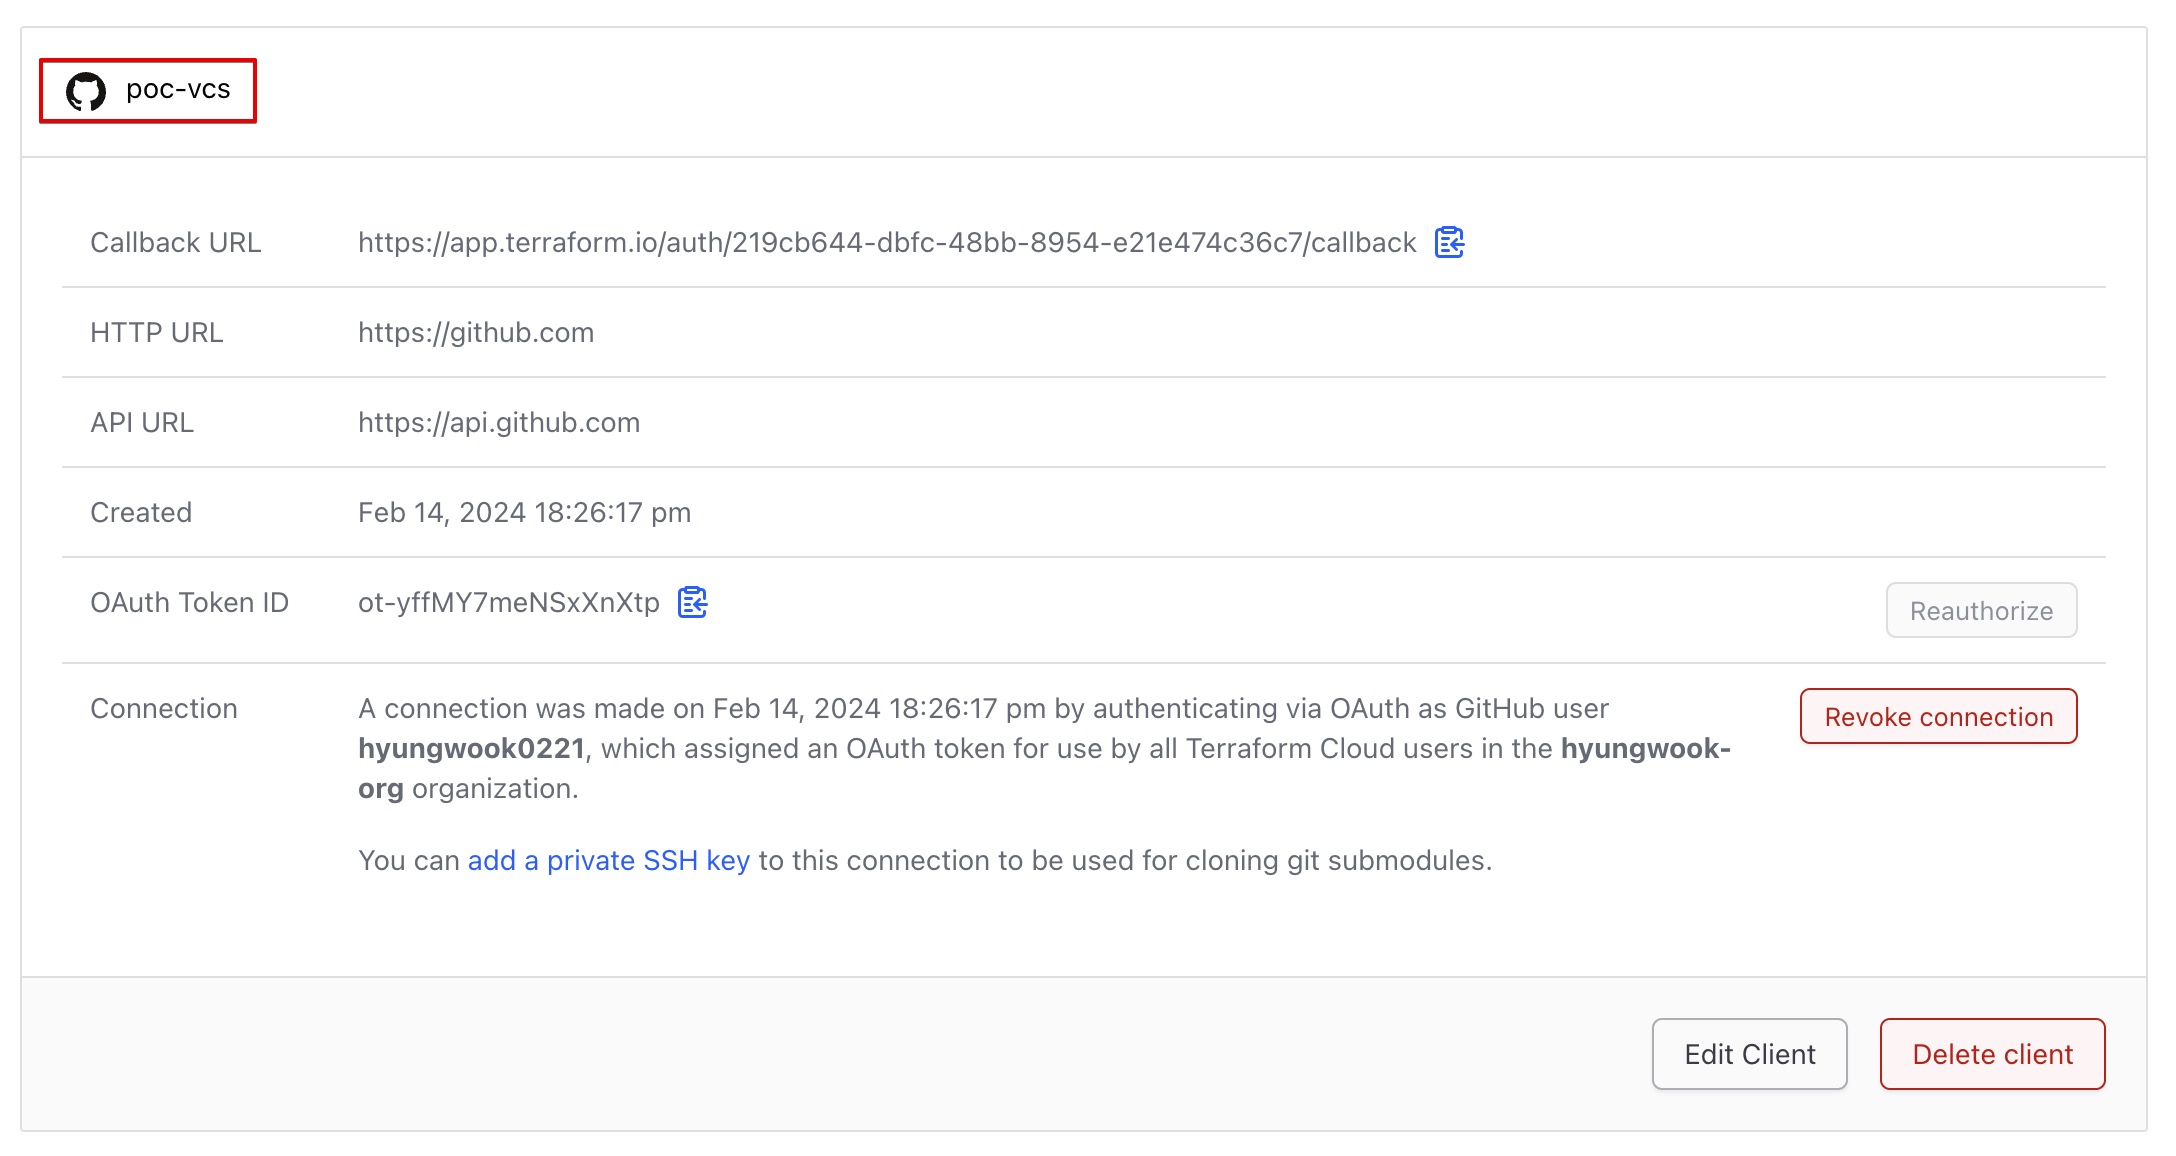 poc-vcs
Callback URL https://app.terraform.io/auth/219cb644-dbfc-48bb-8954-e21e474c36c7/callback
HTTP URL https://github.com
API URL https://api.github.com
Created Feb 14, 2024 18:26:17 pm
OAuth Token ID ot-yffMY7meNSxXnXtp Reauthorize
Connection A connection was made on Feb 14, 2024 18:26:17 pm by authenticating via OAuth as GitHub user Revoke connection
hyungwook0221, which assigned an OAuth token for use by all Terraform Cloud users in the hyungwook-
org organization.
You can add a private SSH key to this connection to be used for cloning git submodules.
Edit Client Delete client